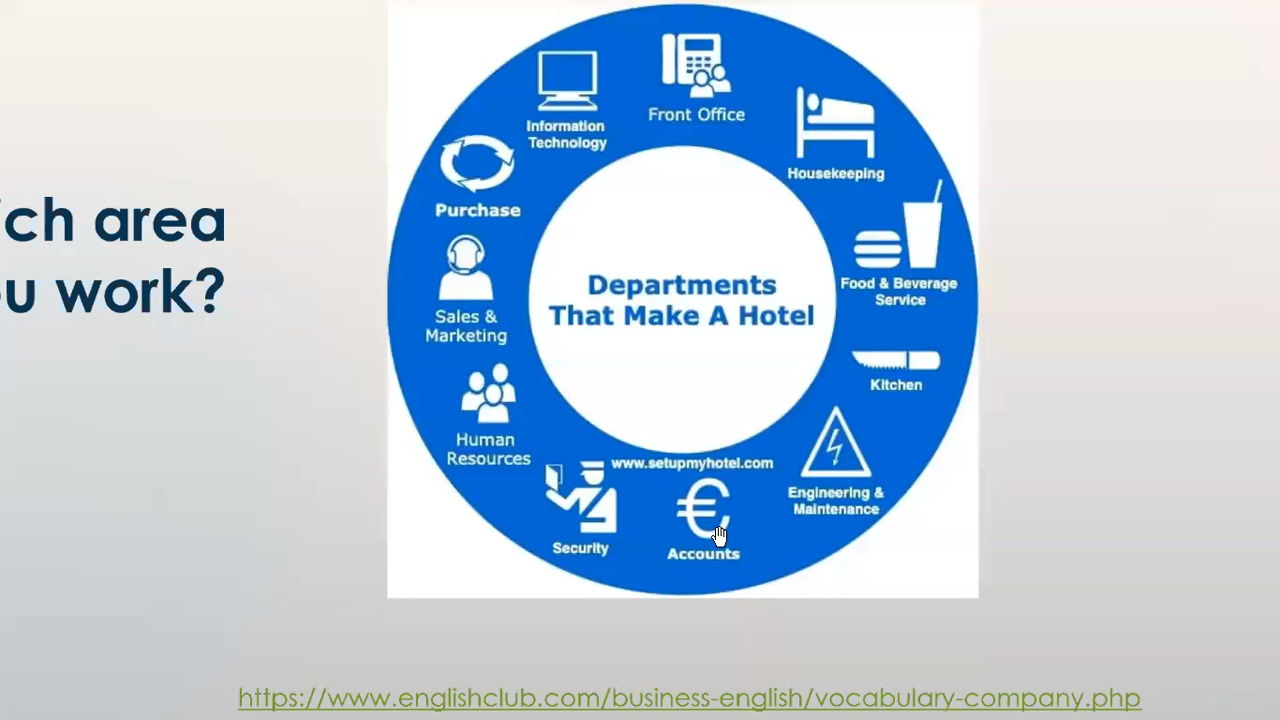 ch area
u work?
Front Office
Information
Technology
Housekeeping
Purchase
Food & Beverage
Service
Departments
That Make A Hotel
Sales &
Marketing
Kitchen
Human
Resources
www.setupmyhotel.com
Engineering &
Maintenance
Security
Accounts
https://www.englishclub.com/business-english/vocabulary-company.php